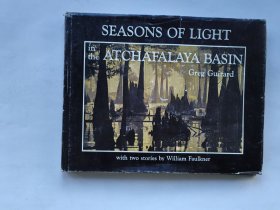 SEASONS OF LIGHT
in the ATCHAFALAYA BASIN
Greg Guirard
with two stories by William Faulkner